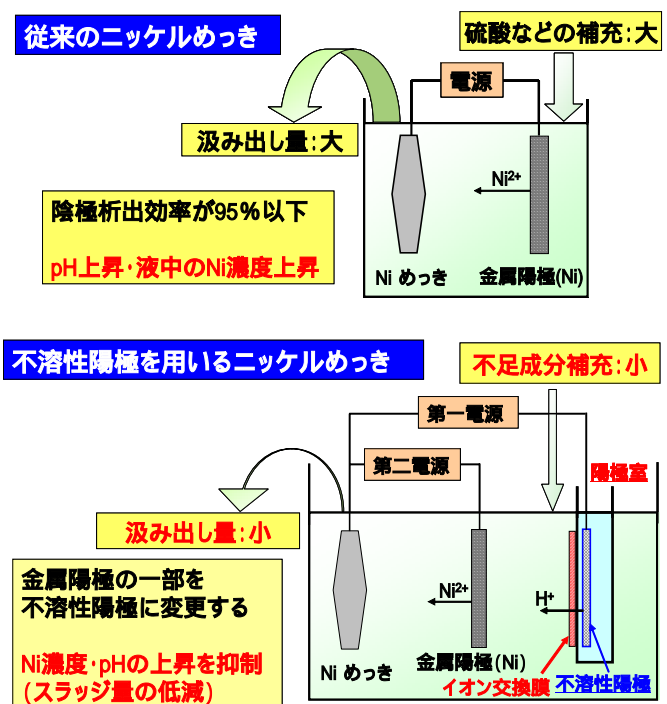 従来のニッケルめっき
硫酸などの補充:大
電源
汲み出し量:大
Ni²⁺
陰極析出効率が95%以下
pH上昇・液中のNi濃度上昇
Ni めっき
金属陽極(Ni)
不溶性陽極を用いるニッケルめっき
不足成分補充:小
第一電源
第二電源
陽極室
汲み出し量:小
金属陽極の一部を
不溶性陽極に変更する
Ni²⁺
H⁺
Ni濃度・pHの上昇を抑制
(スラッジ量の低減)
Ni めっき
金属陽極(Ni)
イオン交換膜
不溶性陽極